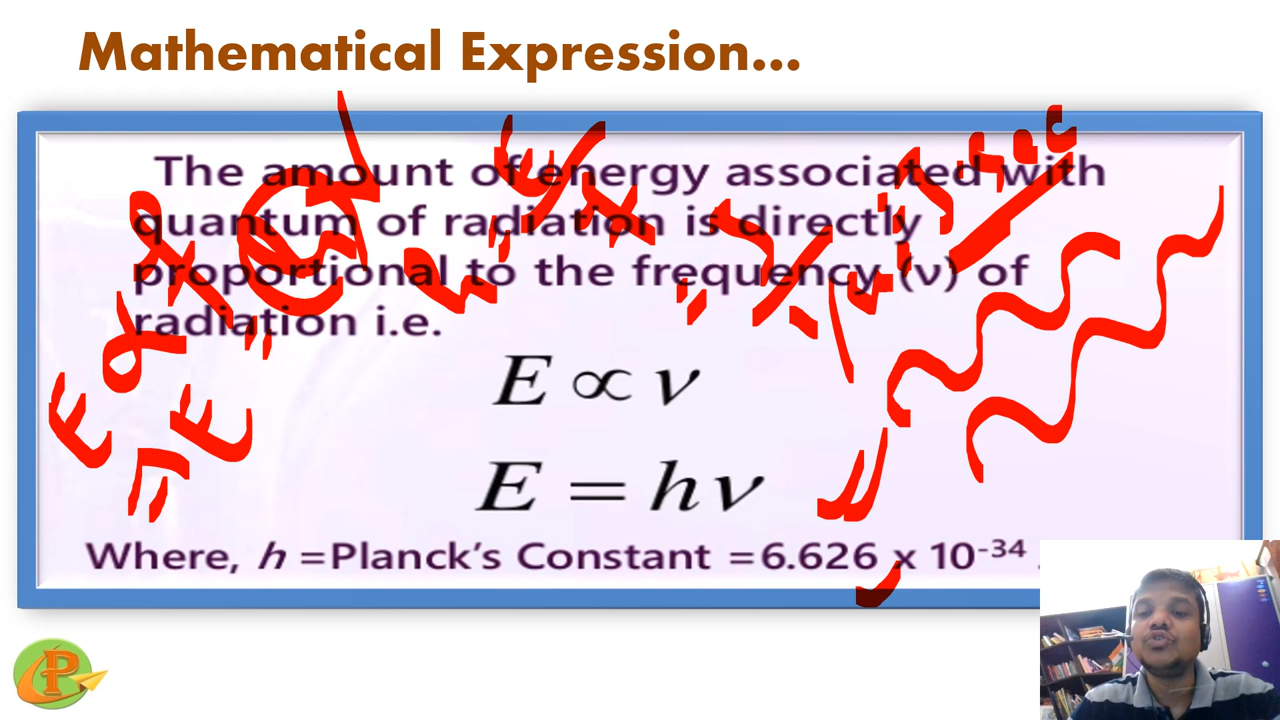 Mathematical Expression...
The amount of energy associated with
quantum of radiation is directly
proportional to the frequency (ν) of
radiation i.e.
E ∝ ν
E = hν
Where, h =Planck's Constant =6.626 x 10⁻³⁴